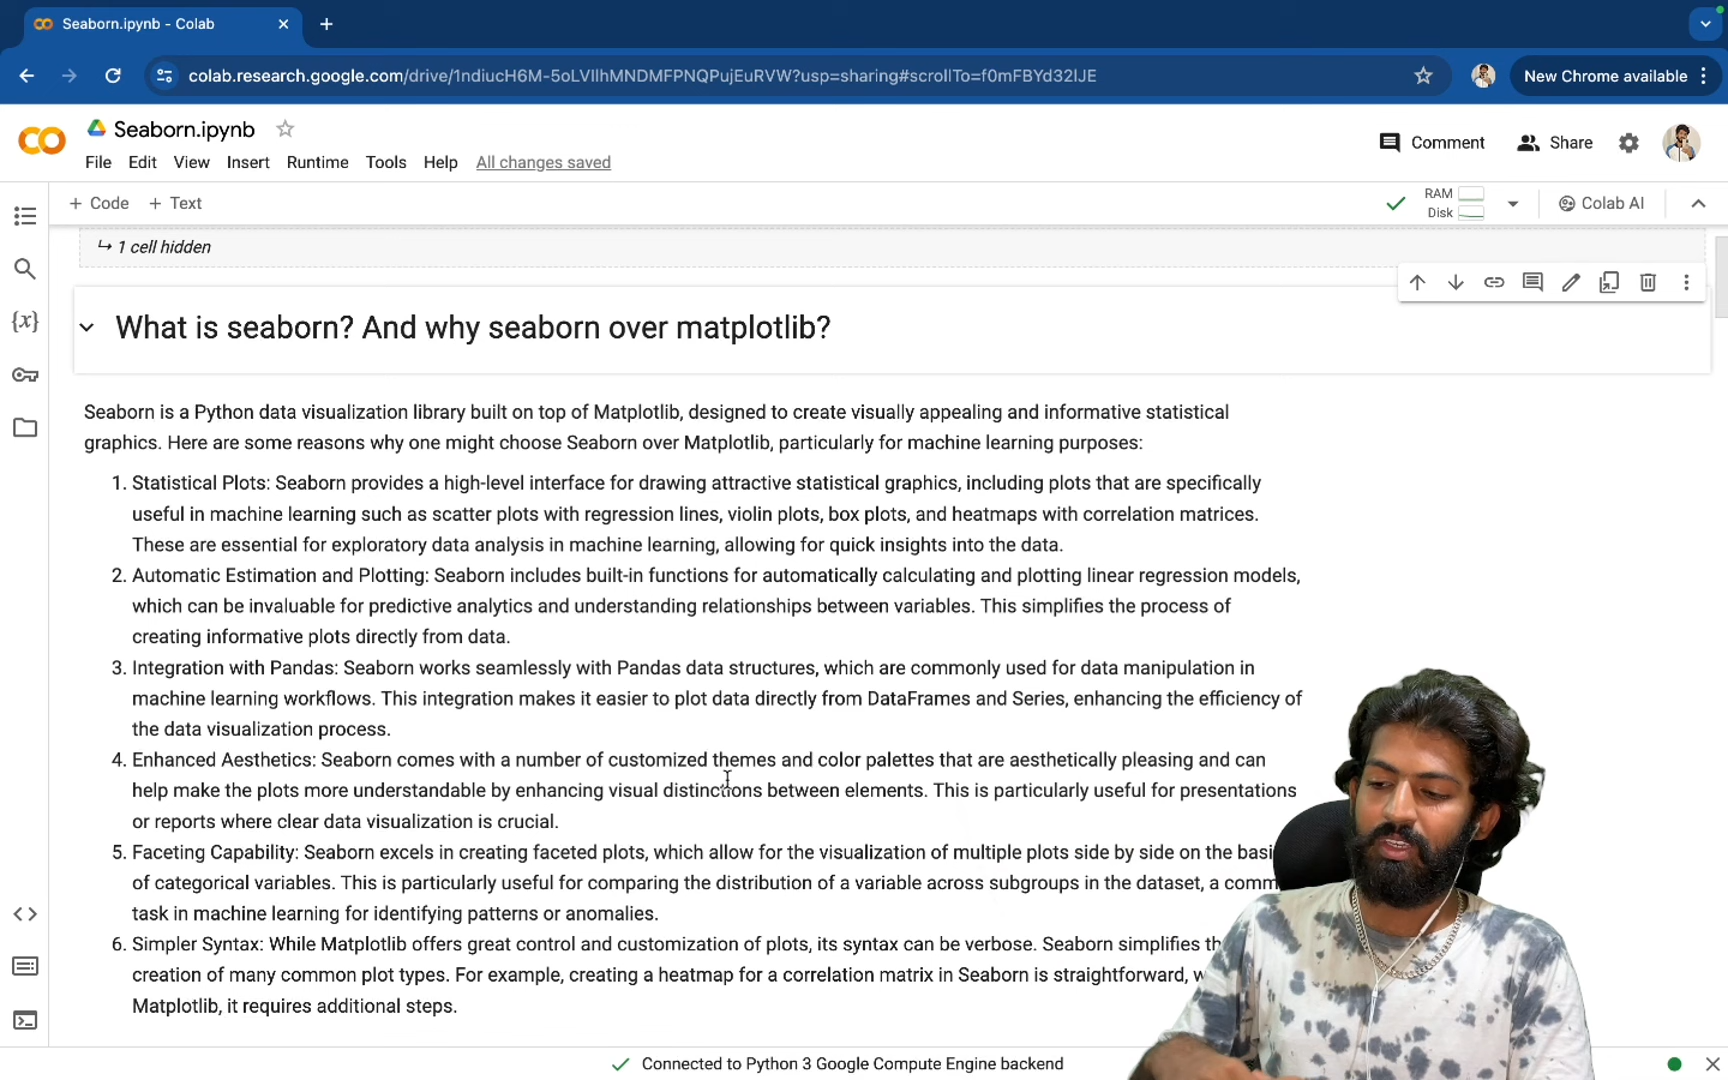 Seaborn.ipynb - Colab
colab.research.google.com/drive/1ndiucH6M-5oLVIlhMNDMFPNQPujEuRVW?usp=sharing#scrollTo=f0mFBYd32IJE
New Chrome available
Seaborn.ipynb
File Edit View Insert Runtime Tools Help All changes saved
Comment Share
+ Code + Text
RAM
Disk
Colab AI
1 cell hidden
What is seaborn? And why seaborn over matplotlib?
Seaborn is a Python data visualization library built on top of Matplotlib, designed to create visually appealing and informative statistical
graphics. Here are some reasons why one might choose Seaborn over Matplotlib, particularly for machine learning purposes:
1. Statistical Plots: Seaborn provides a high-level interface for drawing attractive statistical graphics, including plots that are specifically
useful in machine learning such as scatter plots with regression lines, violin plots, box plots, and heatmaps with correlation matrices.
These are essential for exploratory data analysis in machine learning, allowing for quick insights into the data.
2. Automatic Estimation and Plotting: Seaborn includes built-in functions for automatically calculating and plotting linear regression models,
which can be invaluable for predictive analytics and understanding relationships between variables. This simplifies the process of
creating informative plots directly from data.
3. Integration with Pandas: Seaborn works seamlessly with Pandas data structures, which are commonly used for data manipulation in
machine learning workflows. This integration makes it easier to plot data directly from DataFrames and Series, enhancing the efficiency of
the data visualization process.
4. Enhanced Aesthetics: Seaborn comes with a number of customized themes and color palettes that are aesthetically pleasing and can
help make the plots more understandable by enhancing visual distinctions between elements. This is particularly useful for presentations
or reports where clear data visualization is crucial.
5. Faceting Capability: Seaborn excels in creating faceted plots, which allow for the visualization of multiple plots side by side on the
of categorical variables. This is particularly useful for comparing the distribution of a variable across subgroups in the dataset, a
task in machine learning for identifying patterns or anomalies.
6. Simpler Syntax: While Matplotlib offers great control and customization of plots, its syntax can be verbose. Seaborn simplifies
creation of many common plot types. For example, creating a heatmap for a correlation matrix in Seaborn is straightforward,
Matplotlib, it requires additional steps.
Connected to Python 3 Google Compute Engine backend